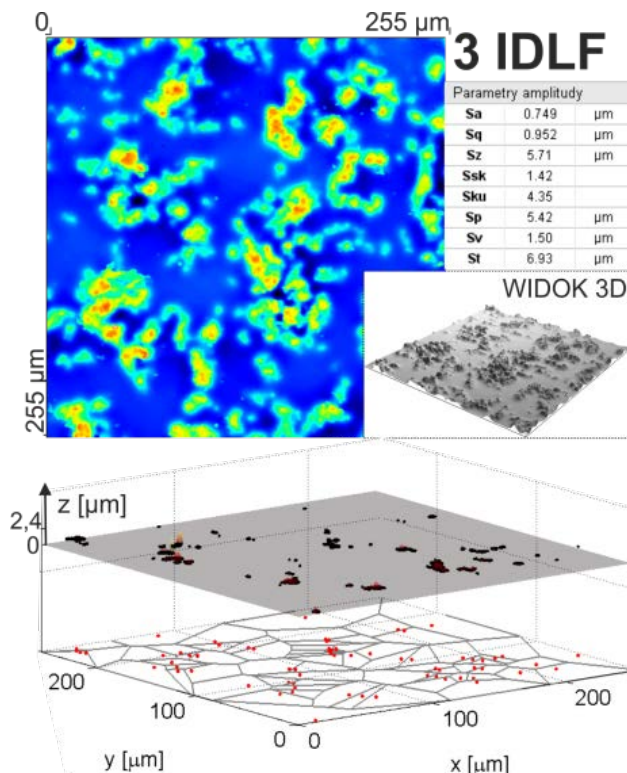 0
255 µm
3 IDLF
Parametry amplitudy
Sa 0.749 µm
Sq 0.952 µm
Sz 5.71 µm
Ssk 1.42
Sku 4.35
Sp 5.42 µm
Sv 1.50 µm
St 6.93 µm
WIDOK 3D
255 µm
z [µm]
2,4
0
200
100
0
0
100
200
y [µm]
x [µm]